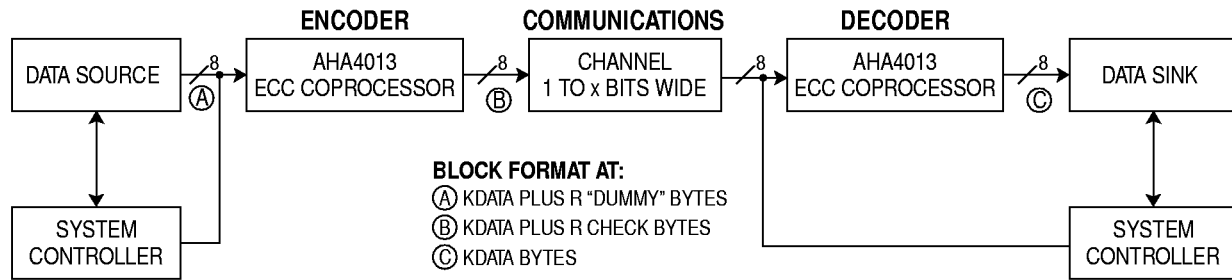 ENCODER
COMMUNICATIONS
DECODER
DATA SOURCE
8
A
AHA4013
ECC COPROCESSOR
8
B
CHANNEL
1 TO x BITS WIDE
8
AHA4013
ECC COPROCESSOR
8
C
DATA SINK
BLOCK FORMAT AT:
A KDATA PLUS R “DUMMY” BYTES
B KDATA PLUS R CHECK BYTES
C KDATA BYTES
SYSTEM
CONTROLLER
SYSTEM
CONTROLLER